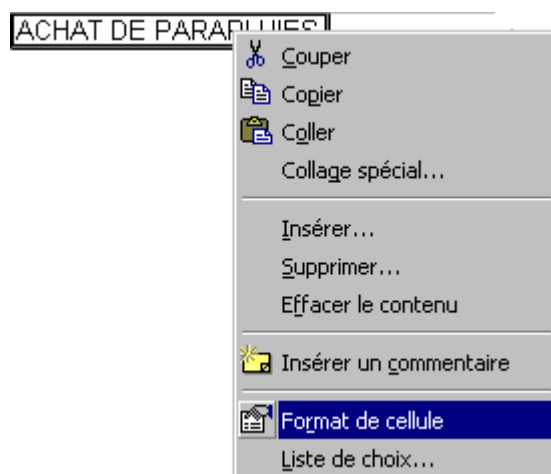 ACHAT DE PARAPLUIES
Couper
Copier
Coller
Collage spécial...
Insérer...
Supprimer...
Effacer le contenu
Insérer un commentaire
Format de cellule
Liste de choix...